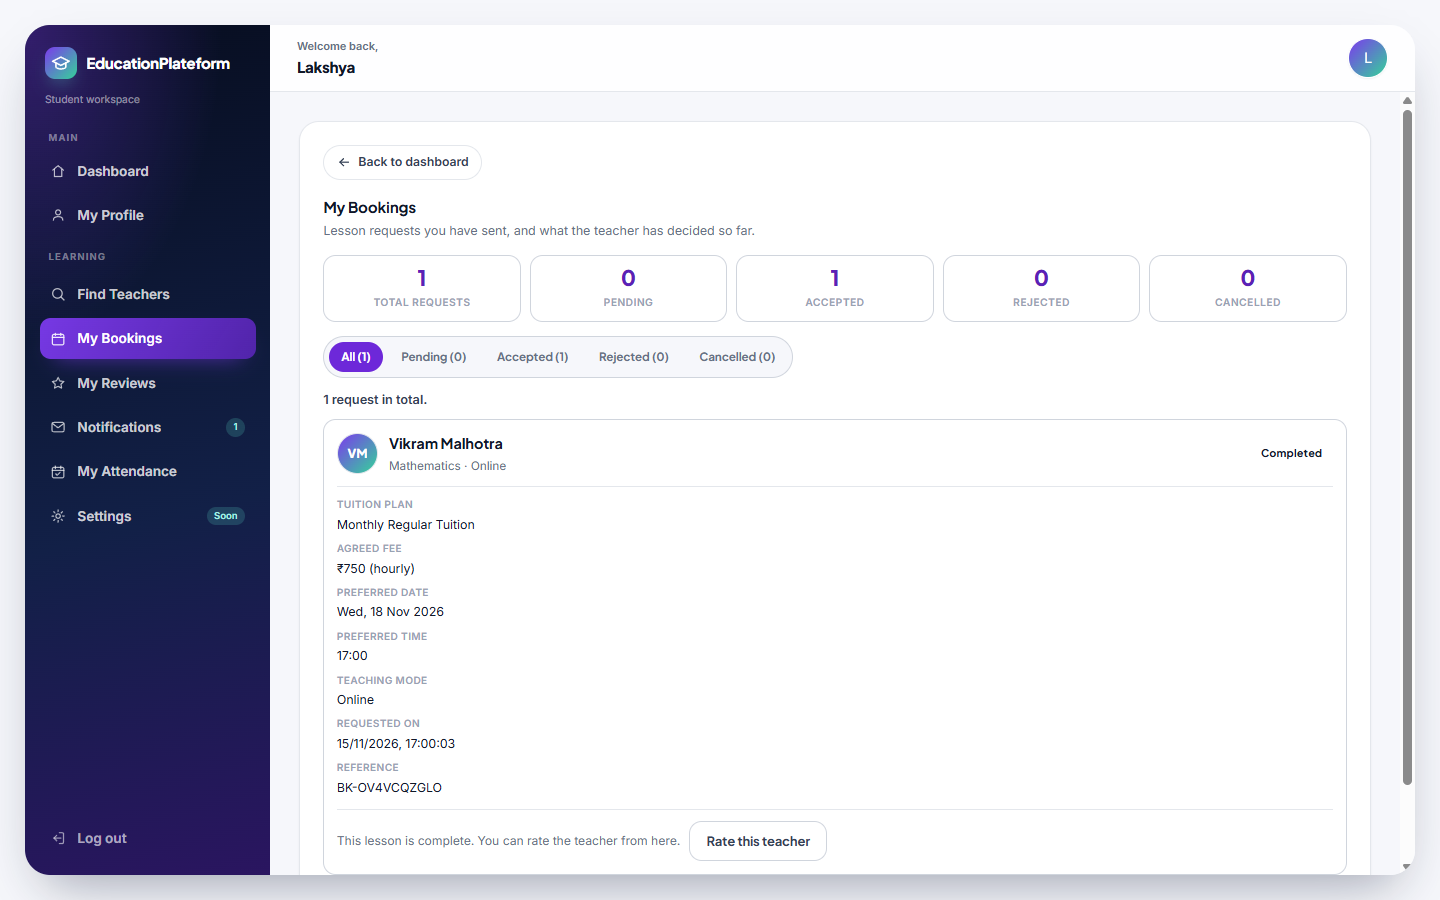 EducationPlateform
Student workspace
MAIN
Dashboard
My Profile
LEARNING
Find Teachers
My Bookings
My Reviews
Notifications 1
My Attendance
Settings Soon
Log out
Welcome back,
Lakshya
L
← Back to dashboard
My Bookings
Lesson requests you have sent, and what the teacher has decided so far.
1
TOTAL REQUESTS
0
PENDING
1
ACCEPTED
0
REJECTED
0
CANCELLED
All (1) Pending (0) Accepted (1) Rejected (0) Cancelled (0)
1 request in total.
VM
Vikram Malhotra
Mathematics · Online
Completed
TUITION PLAN
Monthly Regular Tuition
AGREED FEE
₹750 (hourly)
PREFERRED DATE
Wed, 18 Nov 2026
PREFERRED TIME
17:00
TEACHING MODE
Online
REQUESTED ON
15/11/2026, 17:00:03
REFERENCE
BK-OV4VCQZGLO
This lesson is complete. You can rate the teacher from here. Rate this teacher